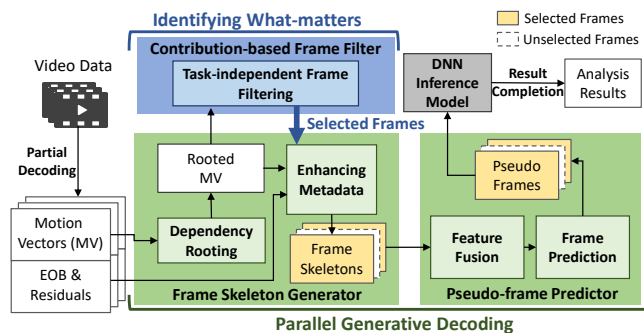 Identifying What-matters
Contribution-based Frame Filter
Task-independent Frame
Filtering
Selected Frames
Selected Frames
Unselected Frames
Video Data
Partial
Decoding
Motion
Vectors (MV)
EOB &
Residuals
Rooted
MV
Dependency
Rooting
Enhancing
Metadata
Frame
Skeletons
Frame Skeleton Generator
DNN
Inference
Model
Result
Completion
Analysis
Results
Pseudo
Frames
Feature
Fusion
Frame
Prediction
Pseudo-frame Predictor
Parallel Generative Decoding